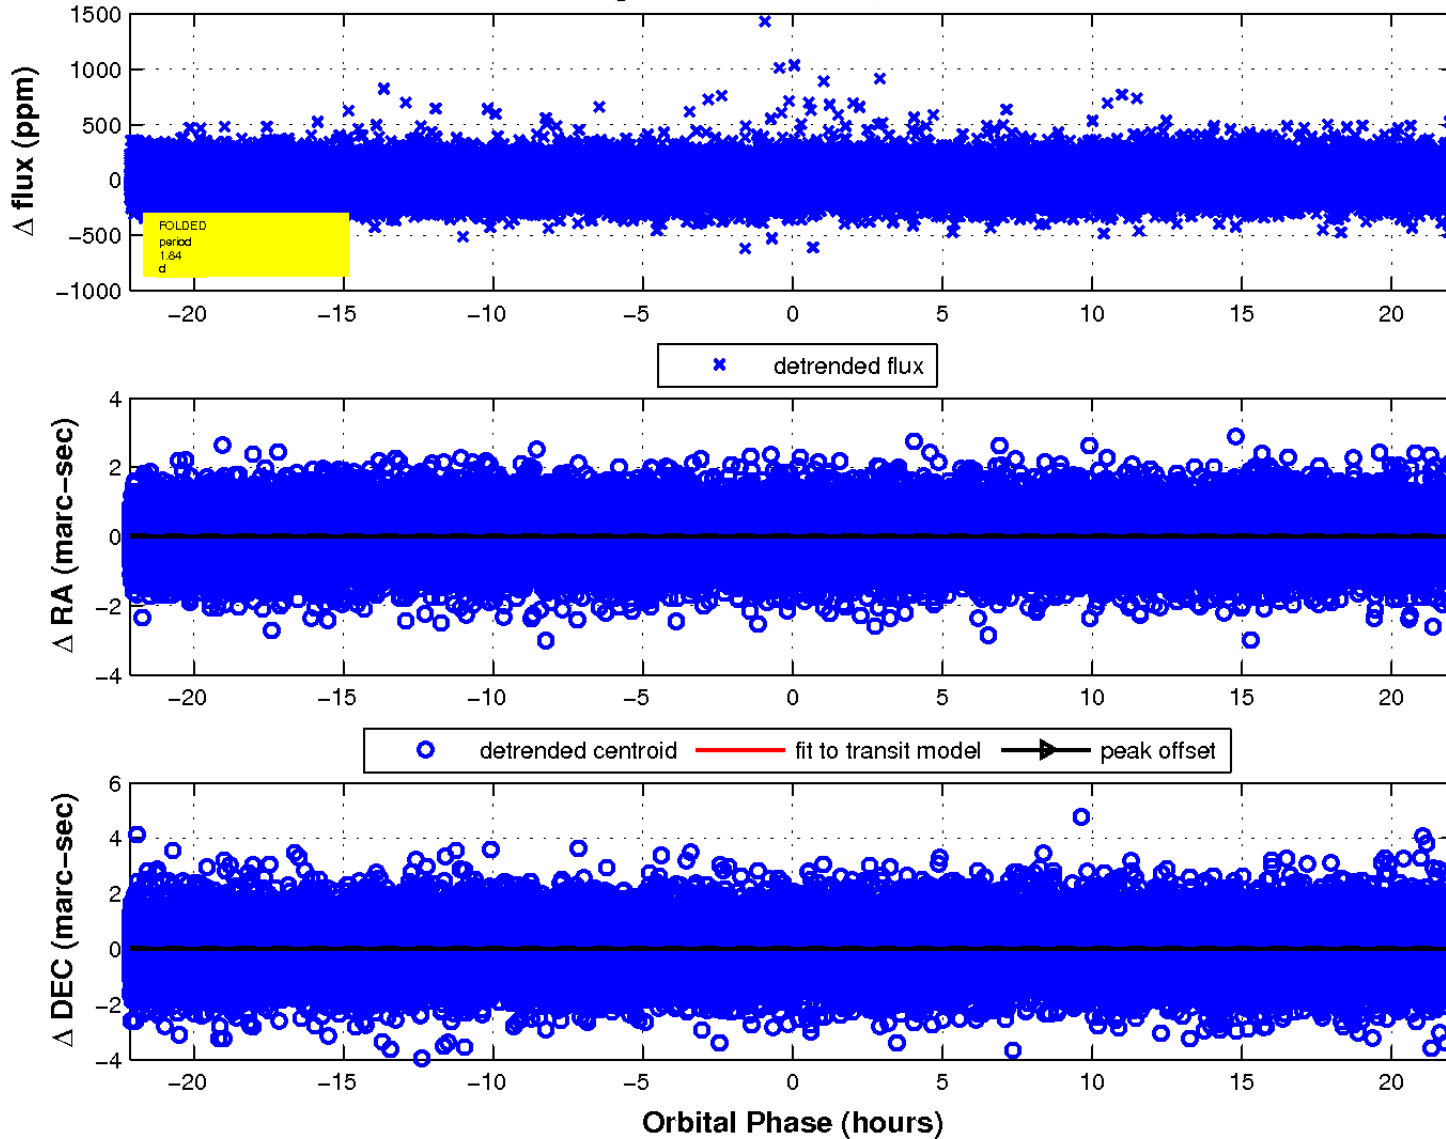 1500
1000
500
0
−500
−1000
Δ flux (ppm)
FOLDED
period
1.84
d
−20 −15 −10 −5 0 5 10 15 20
detrended flux
4
2
0
−2
−4
Δ RA (marc−sec)
−20 −15 −10 −5 0 5 10 15 20
detrended centroid fit to transit model peak offset
6
4
2
0
−2
−4
Δ DEC (marc−sec)
−20 −15 −10 −5 0 5 10 15 20
Orbital Phase (hours)